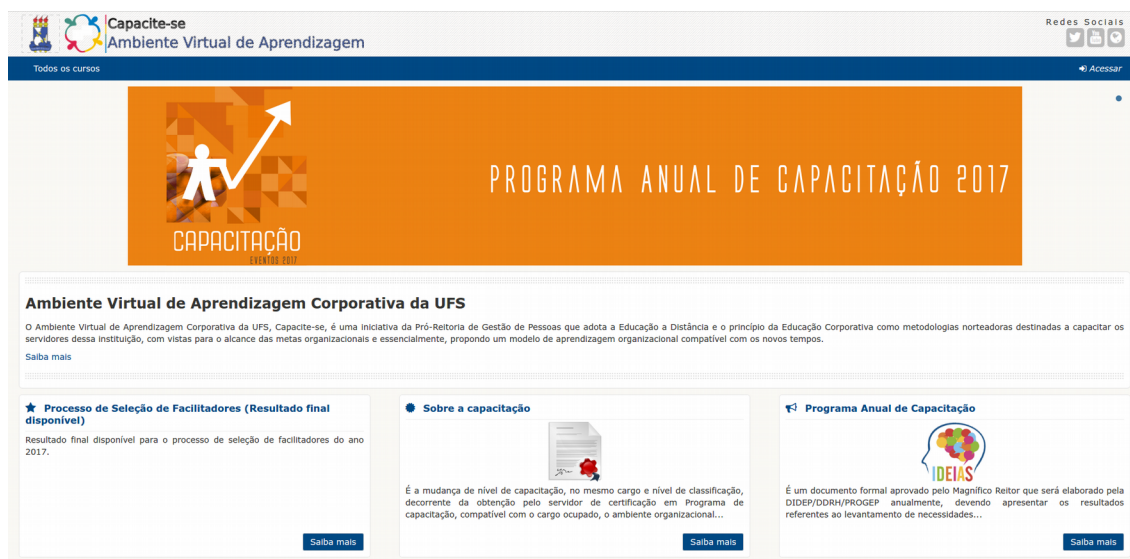 Capacite-se
Ambiente Virtual de Aprendizagem
Redes Sociais
Todos os cursos
Acessar
CAPACITAÇÃO
EVENTOS 2017
PROGRAMA ANUAL DE CAPACITAÇÃO 2017
Ambiente Virtual de Aprendizagem Corporativa da UFS
O Ambiente Virtual de Aprendizagem Corporativa da UFS, Capacite-se, é uma iniciativa da Pró-Reitoria de Gestão de Pessoas que adota a Educação a Distância e o princípio da Educação Corporativa como metodologias norteadoras destinadas a capacitar os
servidores dessa instituição, com vistas para o alcance das metas organizacionais e essencialmente, propondo um modelo de aprendizagem organizacional compatível com os novos tempos.
Saiba mais
Processo de Seleção de Facilitadores (Resultado final
disponível)
Resultado final disponível para o processo de seleção de facilitadores do ano
2017.
Saiba mais
Sobre a capacitação
É a mudança de nível de capacitação, no mesmo cargo e nível de classificação,
decorrente da obtenção pelo servidor de certificação em Programa de
capacitação, compatível com o cargo ocupado, o ambiente organizacional...
Saiba mais
Programa Anual de Capacitação
IDEIAS
É um documento formal aprovado pelo Magnífico Reitor que será elaborado pela
DIDEP/DDRH/PROGEP anualmente, devendo apresentar os resultados
referentes ao levantamento de necessidades...
Saiba mais